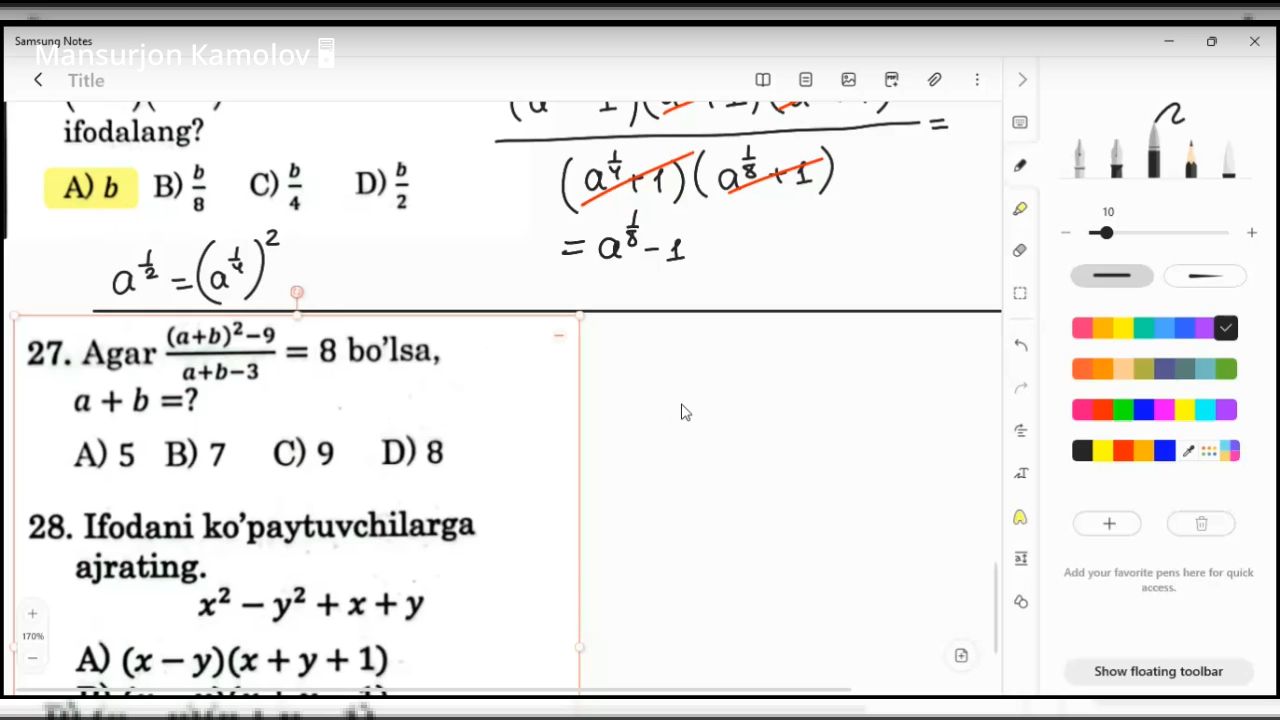 Samsung Notes
Mansurjon Kamolov
Title
ifodalang?
A) b B) b/8 C) b/4 D) b/2
(a^(1/4)+1)(a^(1/8)+1)
=
= a^(1/8) - 1
a^(1/2) = (a^(1/4))^2
27. Agar ((a+b)²−9)/(a+b−3) = 8 bo'lsa,
a + b =?
A) 5 B) 7 C) 9 D) 8
28. Ifodani ko'paytuvchilarga
ajrating.
x² − y² + x + y
A) (x − y)(x + y + 1)
170%
10
Add your favorite pens here for quick
access.
Show floating toolbar